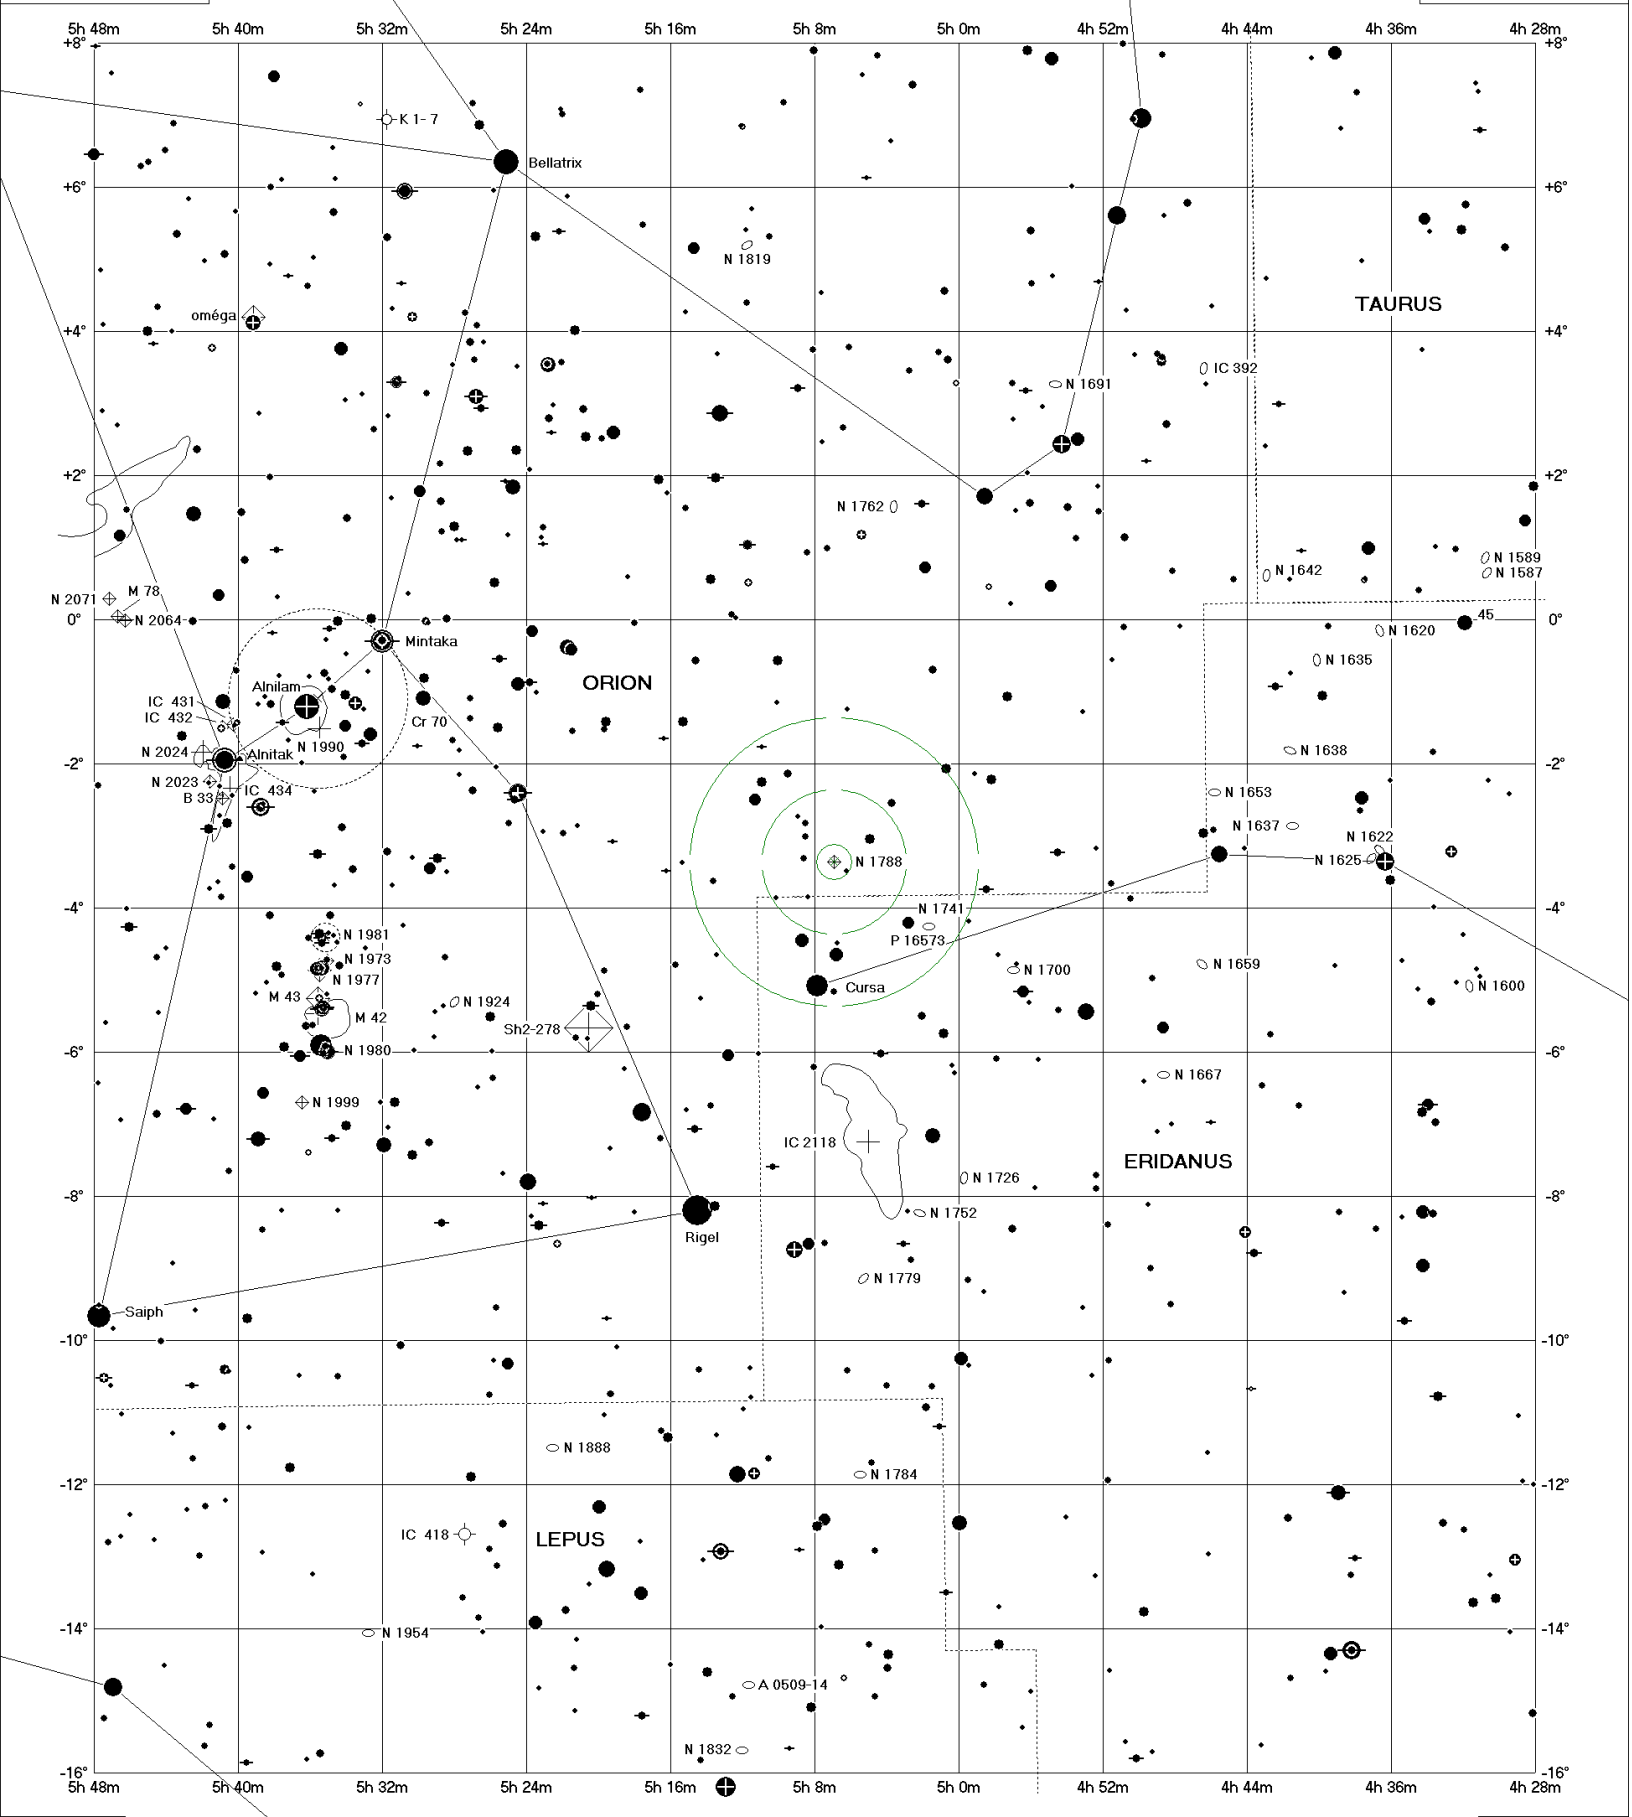 5h 48m 5h 40m 5h 32m 5h 24m 5h 16m 5h 8m 5h 0m 4h 52m 4h 44m 4h 36m 4h 28m
+8° +8°
K 1- 7
Bellatrix
+6° +6°
N 1819
TAURUS
oméga
+4° +4°
IC 392
N 1691
+2° +2°
N 1762
N 1589
N 1642
N 1587
M 78
N 2071
0° N 2064 45 0°
N 1620
Mintaka
N 1635
Alnilam ORION
IC 431
IC 432 Cr 70
N 1990
N 2024 Alnitak N 1638
-2° -2°
N 2023
IC 434 N 1653
B 33
N 1637
N 1622
N 1788 N 1625
-4° N 1741 -4°
N 1981
P 16573
N 1973
N 1659
N 1700
N 1977
Cursa N 1600
M 43
N 1924
M 42
Sh2-278
-6° N 1980 -6°
N 1667
N 1999
IC 2118
ERIDANUS
N 1726
-8° -8°
N 1752
Rigel
N 1779
Saiph
-10° -10°
N 1888
N 1784
-12° -12°
IC 418
LEPUS
-14° N 1954 -14°
A 0509-14
N 1832
-16° -16°
5h 48m 5h 40m 5h 32m 5h 24m 5h 16m 5h 8m 5h 0m 4h 52m 4h 44m 4h 36m 4h 28m